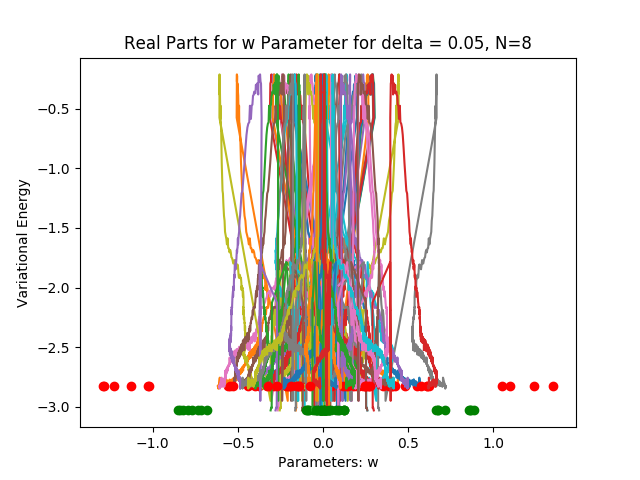 Real Parts for w Parameter for delta = 0.05, N=8
Variational Energy
−0.5
−1.0
−1.5
−2.0
−2.5
−3.0
−1.0 −0.5 0.0 0.5 1.0
Parameters: w